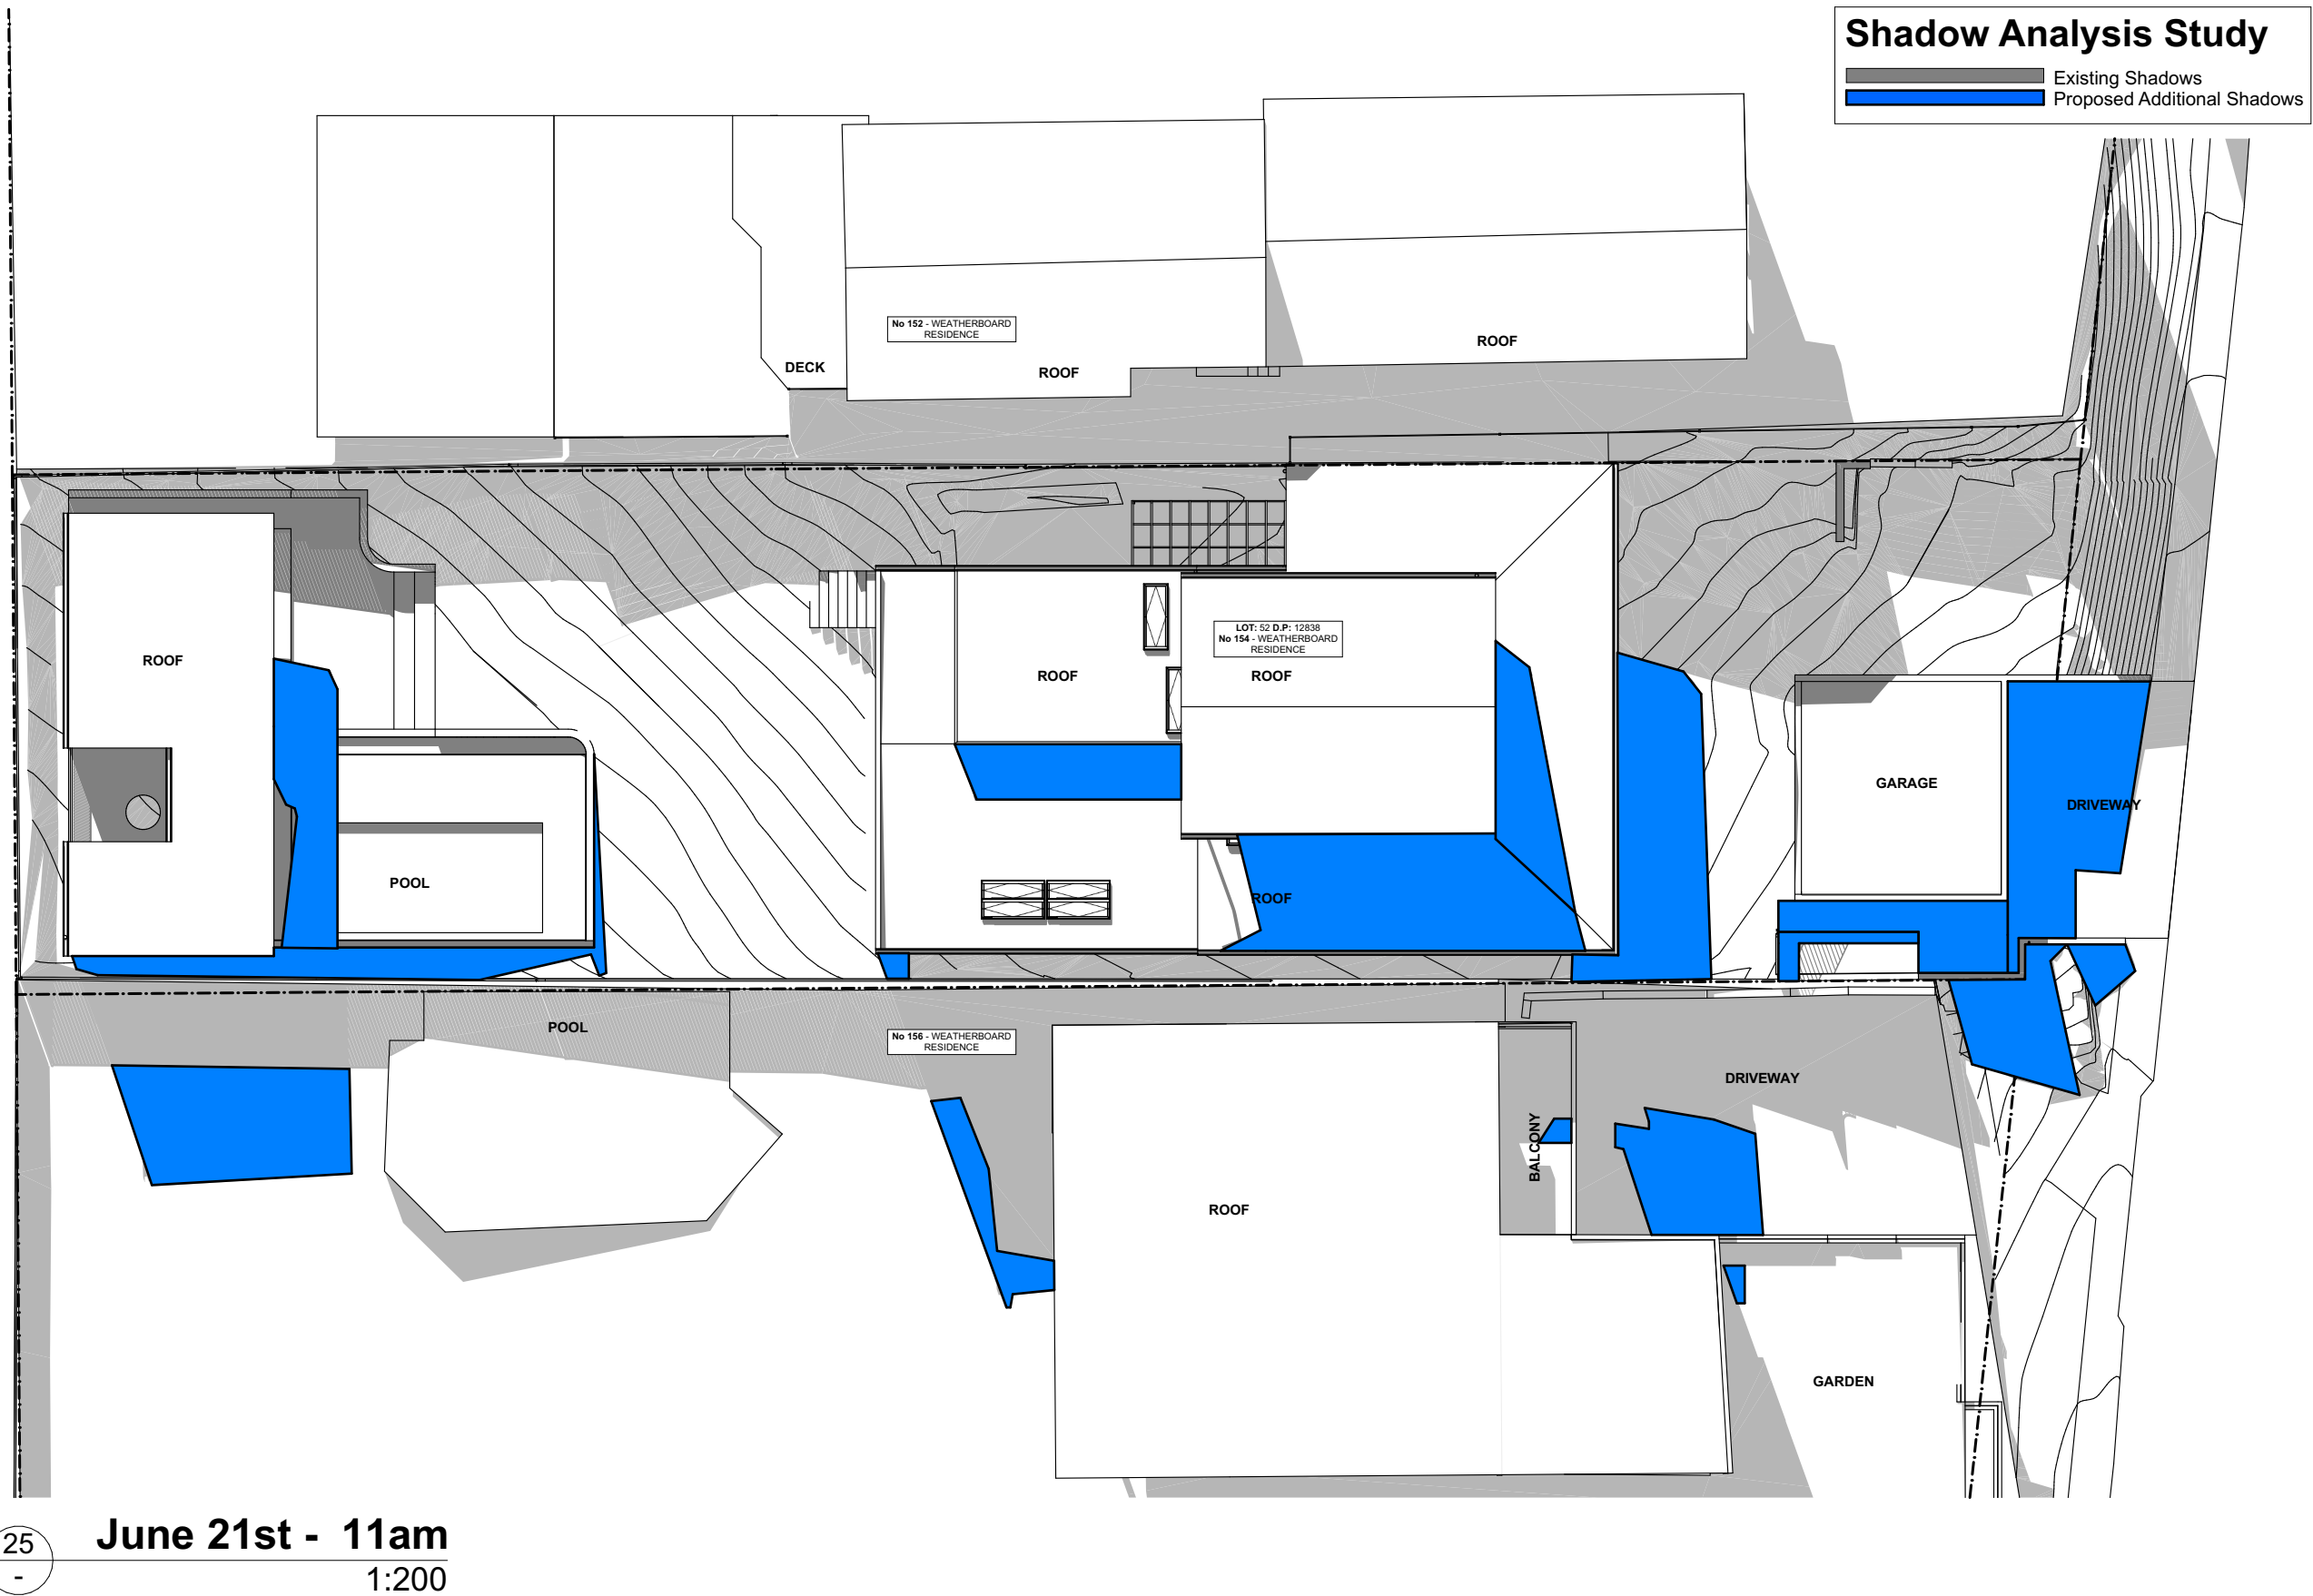 Shadow Analysis Study
Existing Shadows
Proposed Additional Shadows
No 152 - WEATHERBOARD
RESIDENCE
DECK
ROOF
ROOF
LOT: 52 D.P: 12838
No 154 - WEATHERBOARD
RESIDENCE
ROOF
ROOF
ROOF
GARAGE
DRIVEWAY
POOL
ROOF
POOL
No 156 - WEATHERBOARD
RESIDENCE
DRIVEWAY
BALCONY
ROOF
GARDEN
25
-
June 21st - 11am
1:200